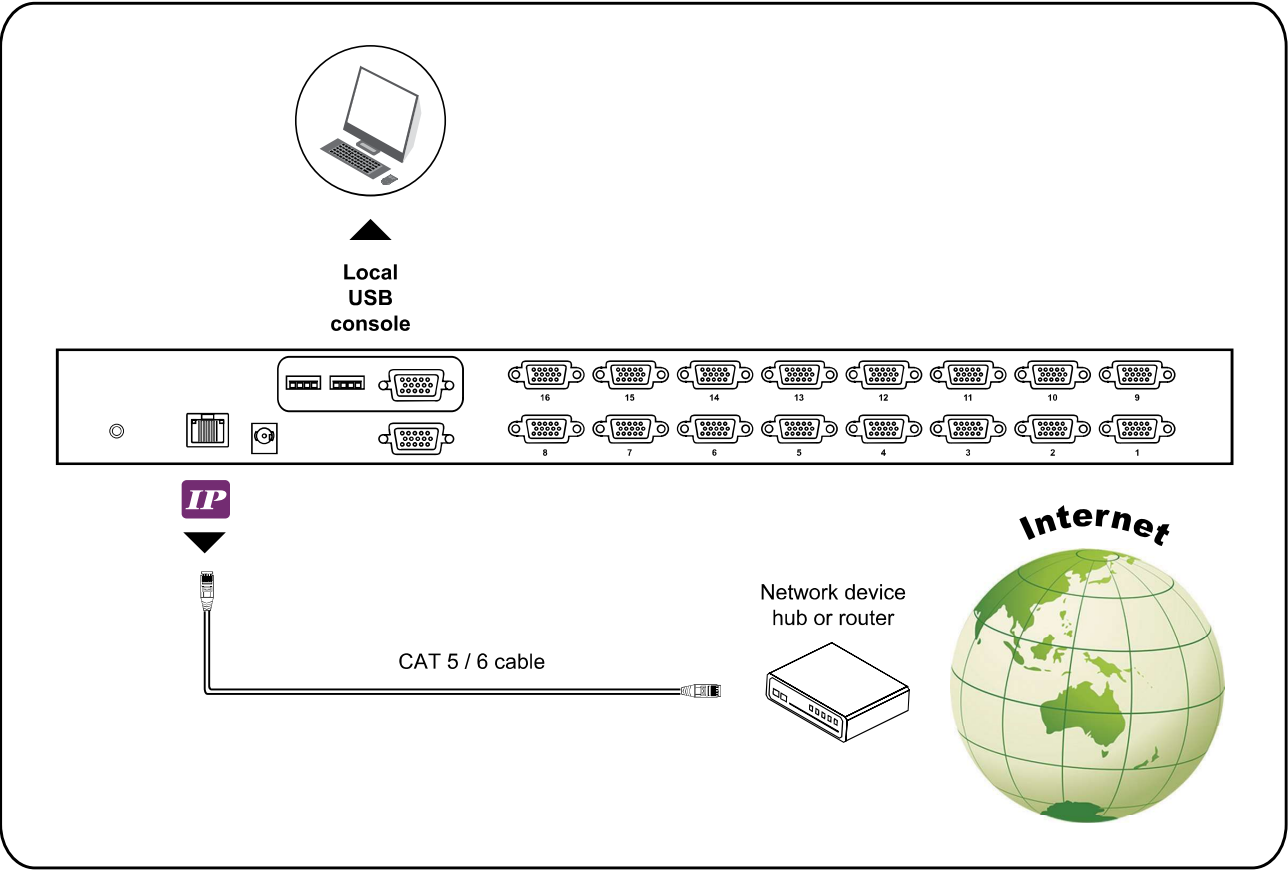 Local
USB
console
16 15 14 13 12 11 10 9
8 7 6 5 4 3 2 1
IP
Internet
Network device
hub or router
CAT 5 / 6 cable